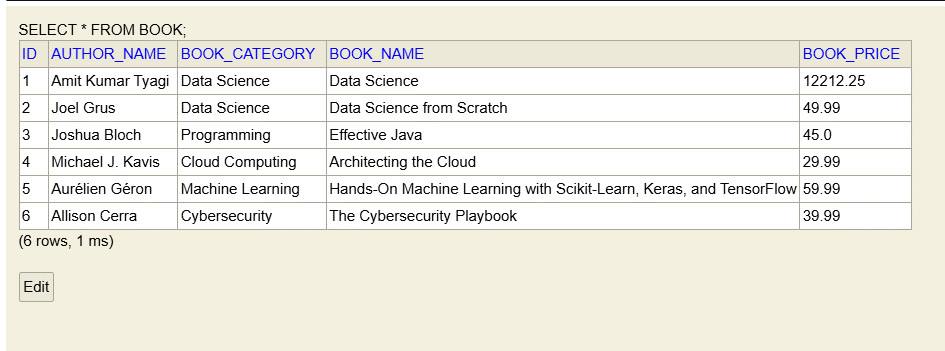 SELECT * FROM BOOK;
ID AUTHOR_NAME BOOK_CATEGORY BOOK_NAME BOOK_PRICE
1 Amit Kumar Tyagi Data Science Data Science 12212.25
2 Joel Grus Data Science Data Science from Scratch 49.99
3 Joshua Bloch Programming Effective Java 45.0
4 Michael J. Kavis Cloud Computing Architecting the Cloud 29.99
5 Aurélien Géron Machine Learning Hands-On Machine Learning with Scikit-Learn, Keras, and TensorFlow 59.99
6 Allison Cerra Cybersecurity The Cybersecurity Playbook 39.99
(6 rows, 1 ms)
Edit